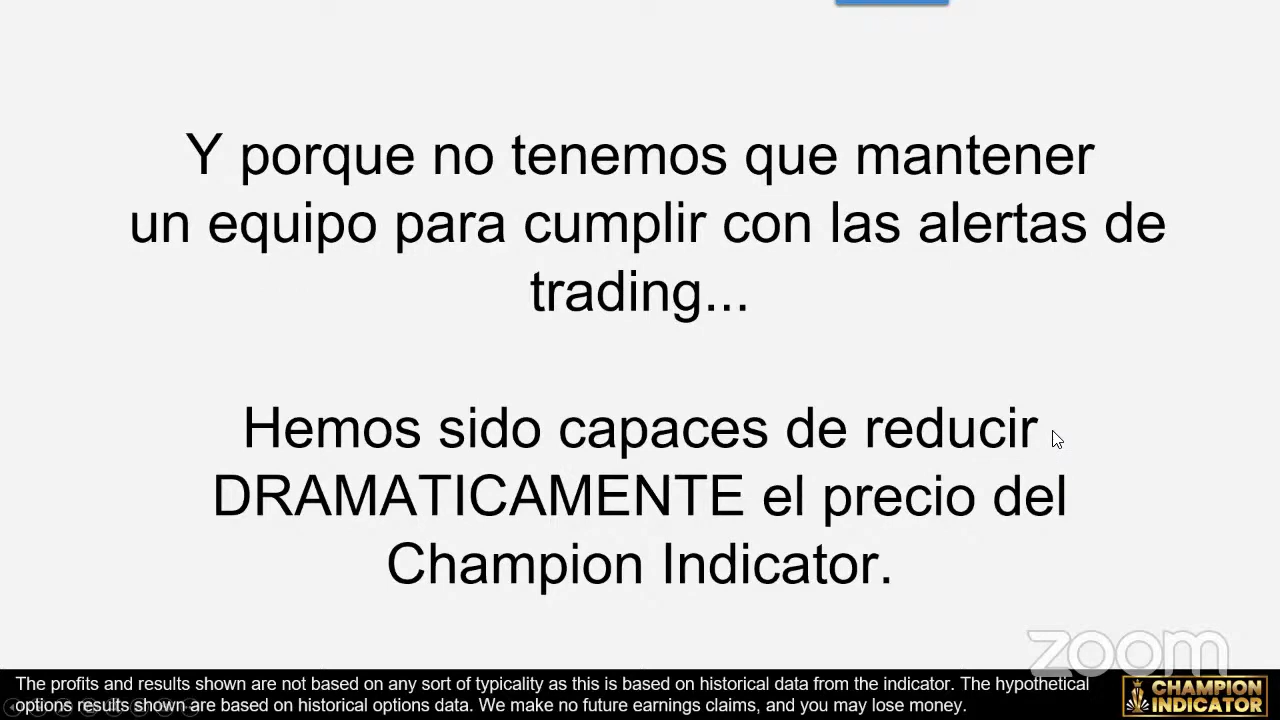 Y porque no tenemos que mantener
un equipo para cumplir con las alertas de
trading...
Hemos sido capaces de reducir
DRAMATICAMENTE el precio del
Champion Indicator.
zoom
The profits and results shown are not based on any sort of typicality as this is based on historical data from the indicator. The hypothetical
options results shown are based on historical options data. We make no future earnings claims, and you may lose money.
CHAMPION
INDICATOR